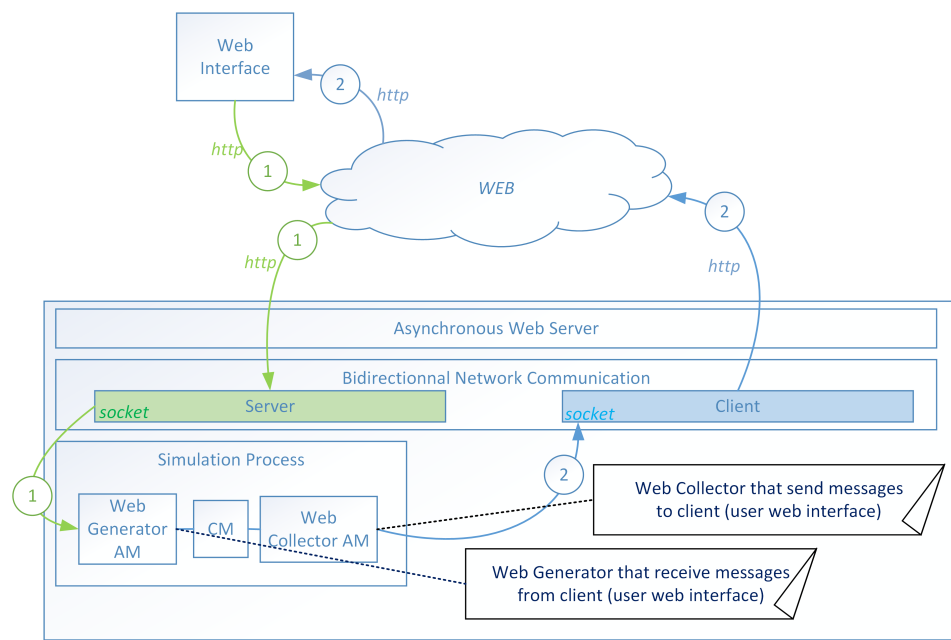 Web
Interface
2
http
http
1
WEB
2
1
http
http
Asynchronous Web Server
Bidirectionnal Network Communication
socket
Server
socket
Client
Simulation Process
2
1
Web
Generator
AM
CM
Web
Collector AM
Web Collector that send messages
to client (user web interface)
Web Generator that receive messages
from client (user web interface)